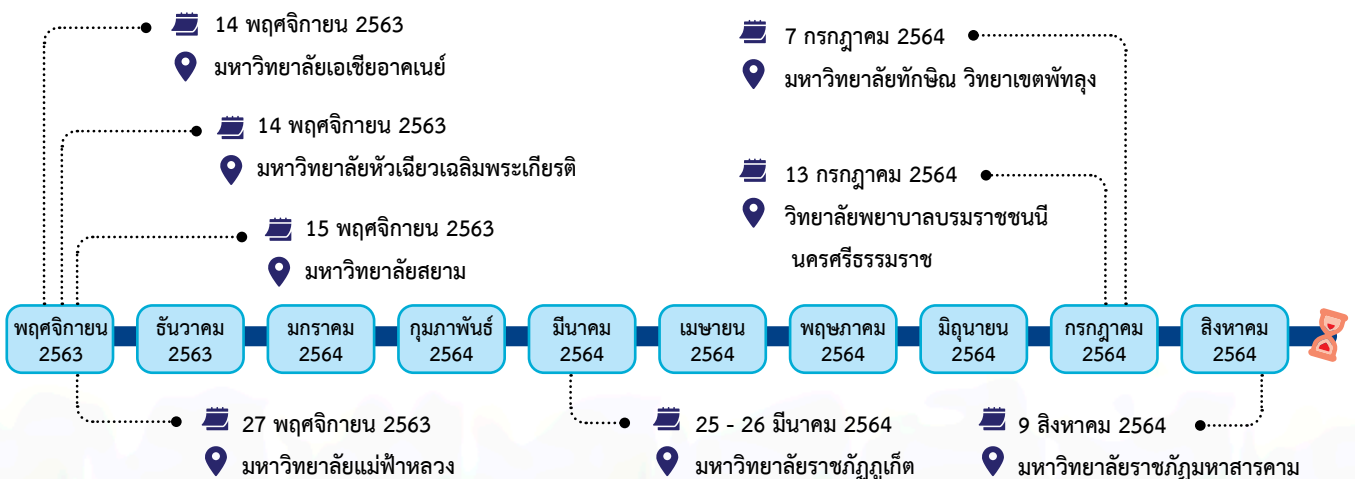 14 พฤศจิกายน 2563
มหาวิทยาลัยเอเชียอาคเนย์
14 พฤศจิกายน 2563
มหาวิทยาลัยหัวเฉียวเฉลิมพระเกียรติ
15 พฤศจิกายน 2563
มหาวิทยาลัยสยาม
7 กรกฎาคม 2564
มหาวิทยาลัยทักษิณ วิทยาเขตพัทลุง
13 กรกฎาคม 2564
วิทยาลัยพยาบาลบรมราชชนนี
นครศรีธรรมราช
พฤศจิกายน
2563
ธันวาคม
2563
มกราคม
2564
กุมภาพันธ์
2564
มีนาคม
2564
เมษายน
2564
พฤษภาคม
2564
มิถุนายน
2564
กรกฎาคม
2564
สิงหาคม
2564
27 พฤศจิกายน 2563
มหาวิทยาลัยแม่ฟ้าหลวง
25 - 26 มีนาคม 2564
มหาวิทยาลัยราชภัฏภูเก็ต
9 สิงหาคม 2564
มหาวิทยาลัยราชภัฏมหาสารคาม